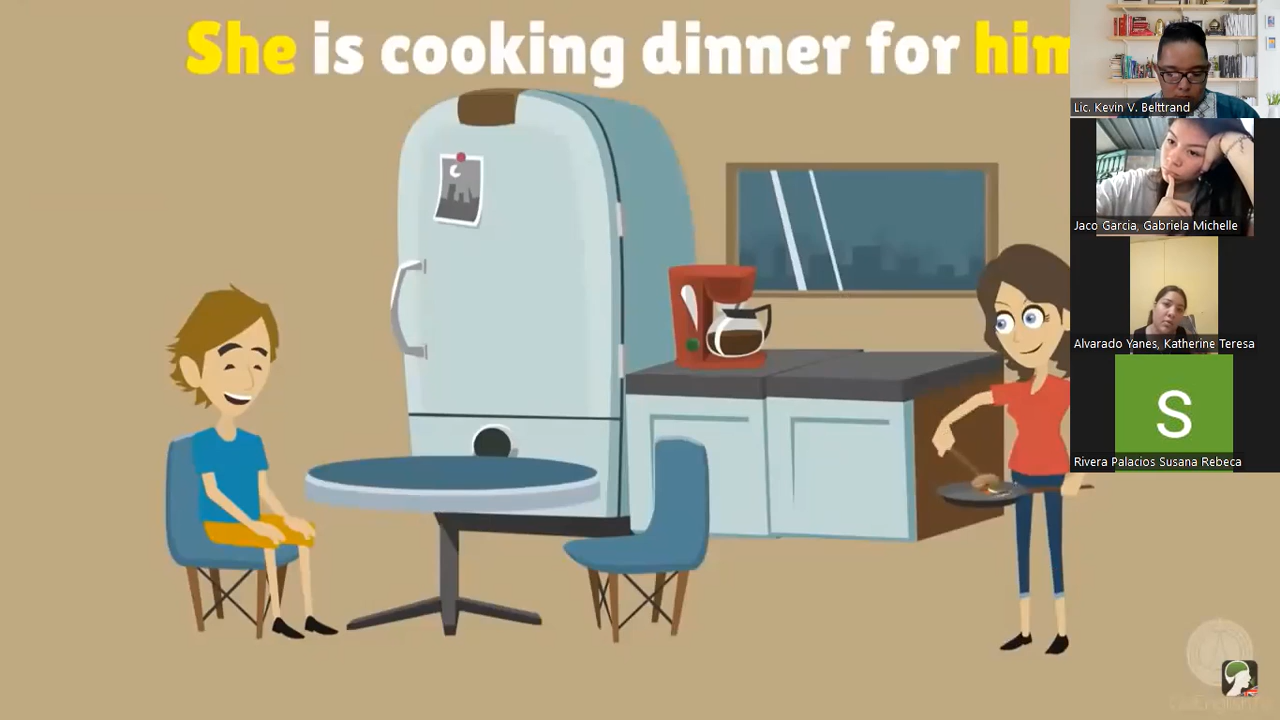 She is cooking dinner for him
Lic. Kevin V. Belttrand
Jaco Garcia, Gabriela Michelle
Alvarado Yanes, Katherine Teresa
S
Rivera Palacios Susana Rebeca